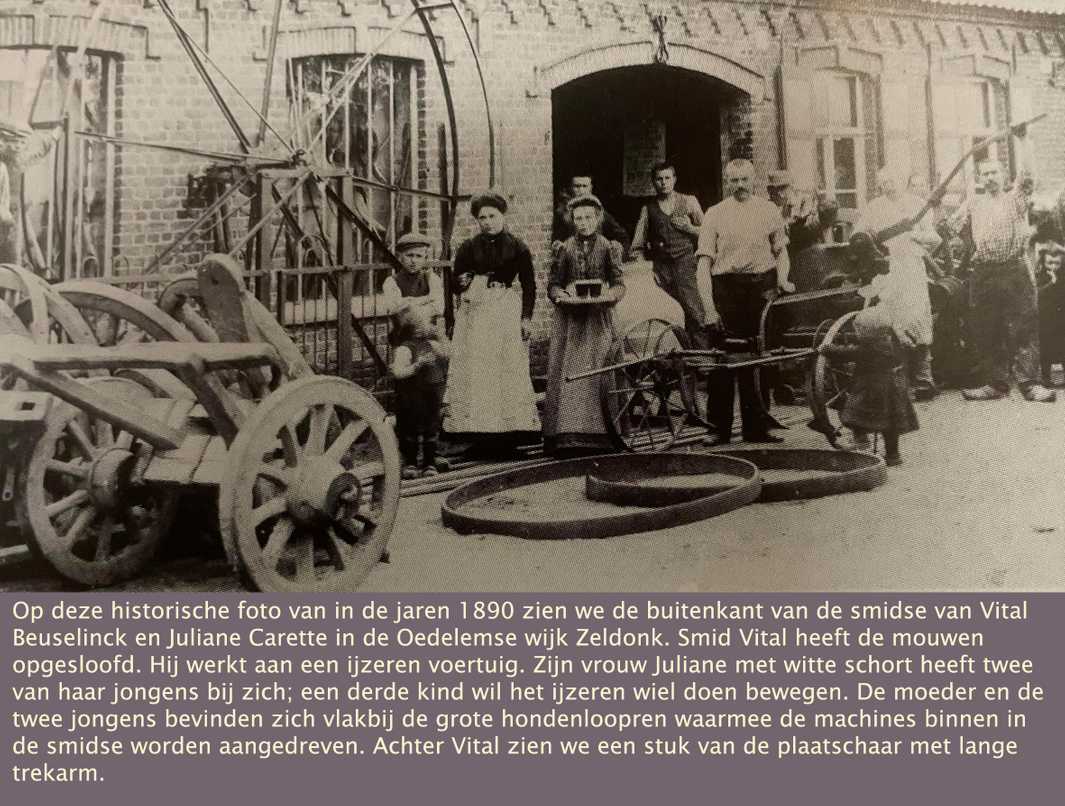 Op deze historische foto van in de jaren 1890 zien we de buitenkant van de smidse van Vital
Beuselinck en Juliane Carette in de Oedelemse wijk Zeldonk. Smid Vital heeft de mouwen
opgesloofd. Hij werkt aan een ijzeren voertuig. Zijn vrouw Juliane met witte schort heeft twee
van haar jongens bij zich; een derde kind wil het ijzeren wiel doen bewegen. De moeder en de
twee jongens bevinden zich vlakbij de grote hondenloopren waarmee de machines binnen in
de smidse worden aangedreven. Achter Vital zien we een stuk van de plaatschaar met lange
trekarm.